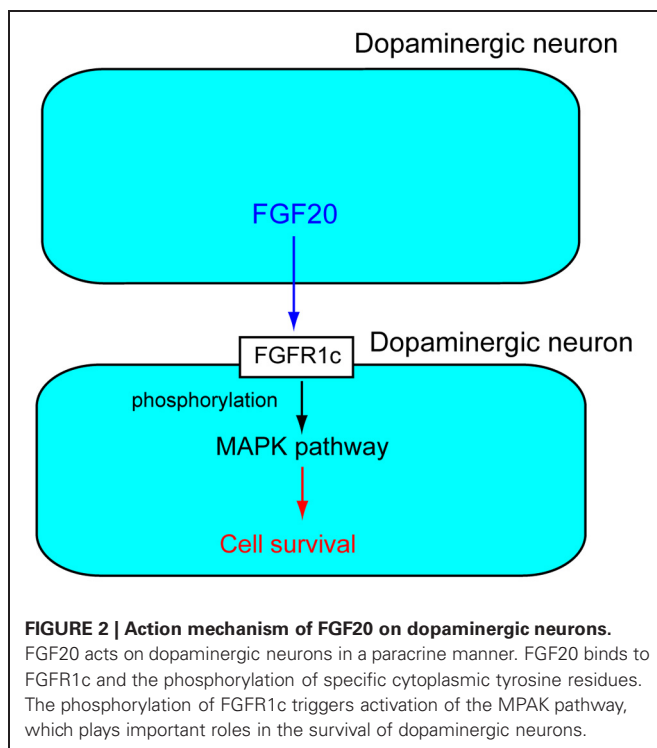 Dopaminergic neuron
FGF20
FGFR1c
Dopaminergic neuron
phosphorylation
MAPK pathway
Cell survival
FIGURE 2 | Action mechanism of FGF20 on dopaminergic neurons.
FGF20 acts on dopaminergic neurons in a paracrine manner. FGF20 binds to
FGFR1c and the phosphorylation of specific cytoplasmic tyrosine residues.
The phosphorylation of FGFR1c triggers activation of the MPAK pathway,
which plays important roles in the survival of dopaminergic neurons.